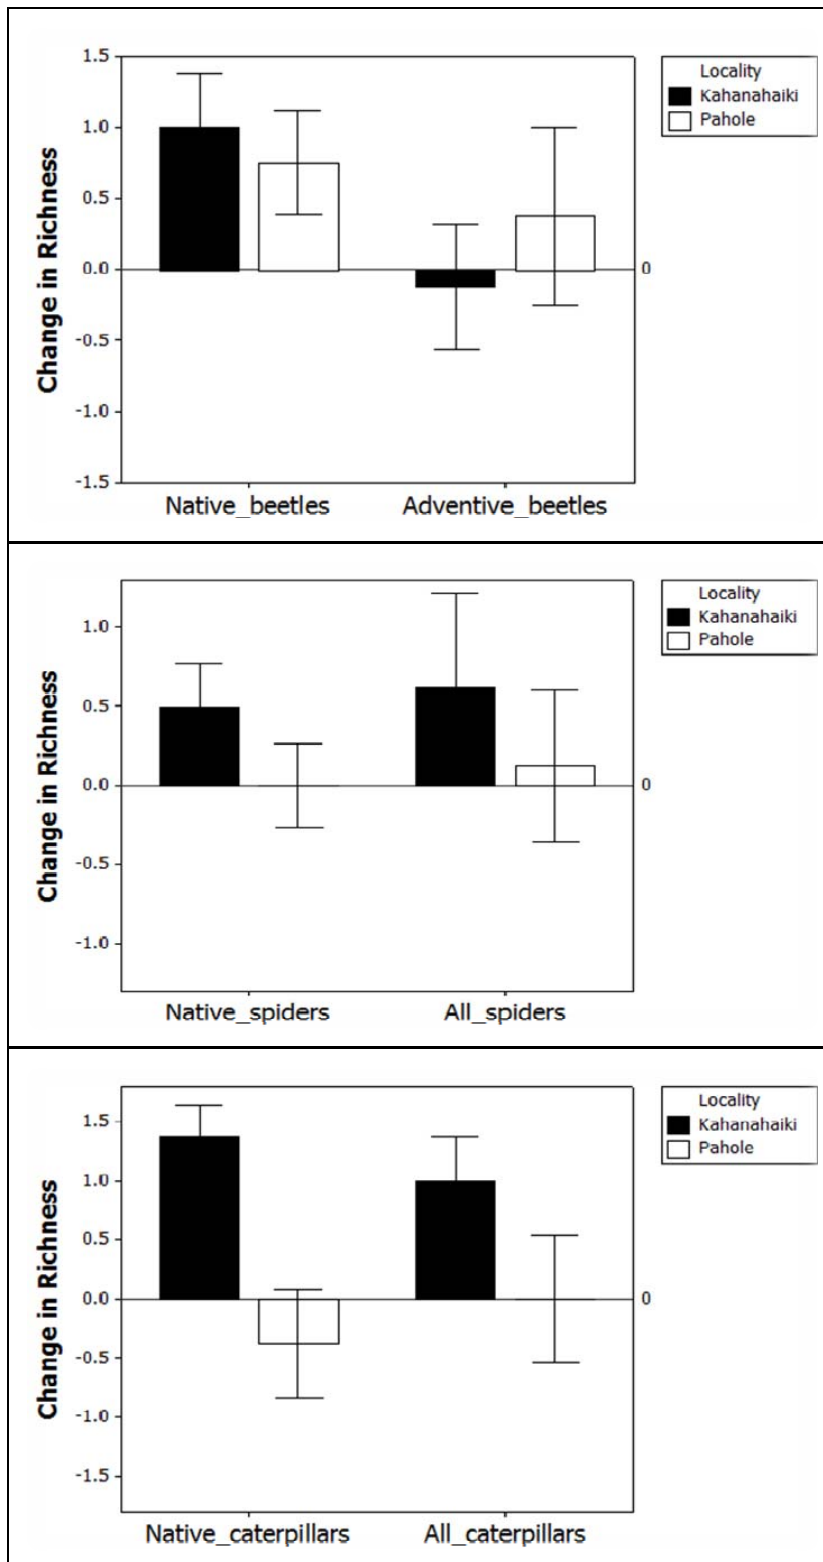 Change in Richness
1.5
1.0
0.5
0.0
-0.5
-1.0
-1.5
0
Native_beetles Adventive_beetles
Locality
Kahanahaiki
Pahole
Change in Richness
1.0
0.5
0.0
-0.5
-1.0
0
Native_spiders All_spiders
Locality
Kahanahaiki
Pahole
Change in Richness
1.5
1.0
0.5
0.0
-0.5
-1.0
-1.5
0
Native_caterpillars All_caterpillars
Locality
Kahanahaiki
Pahole